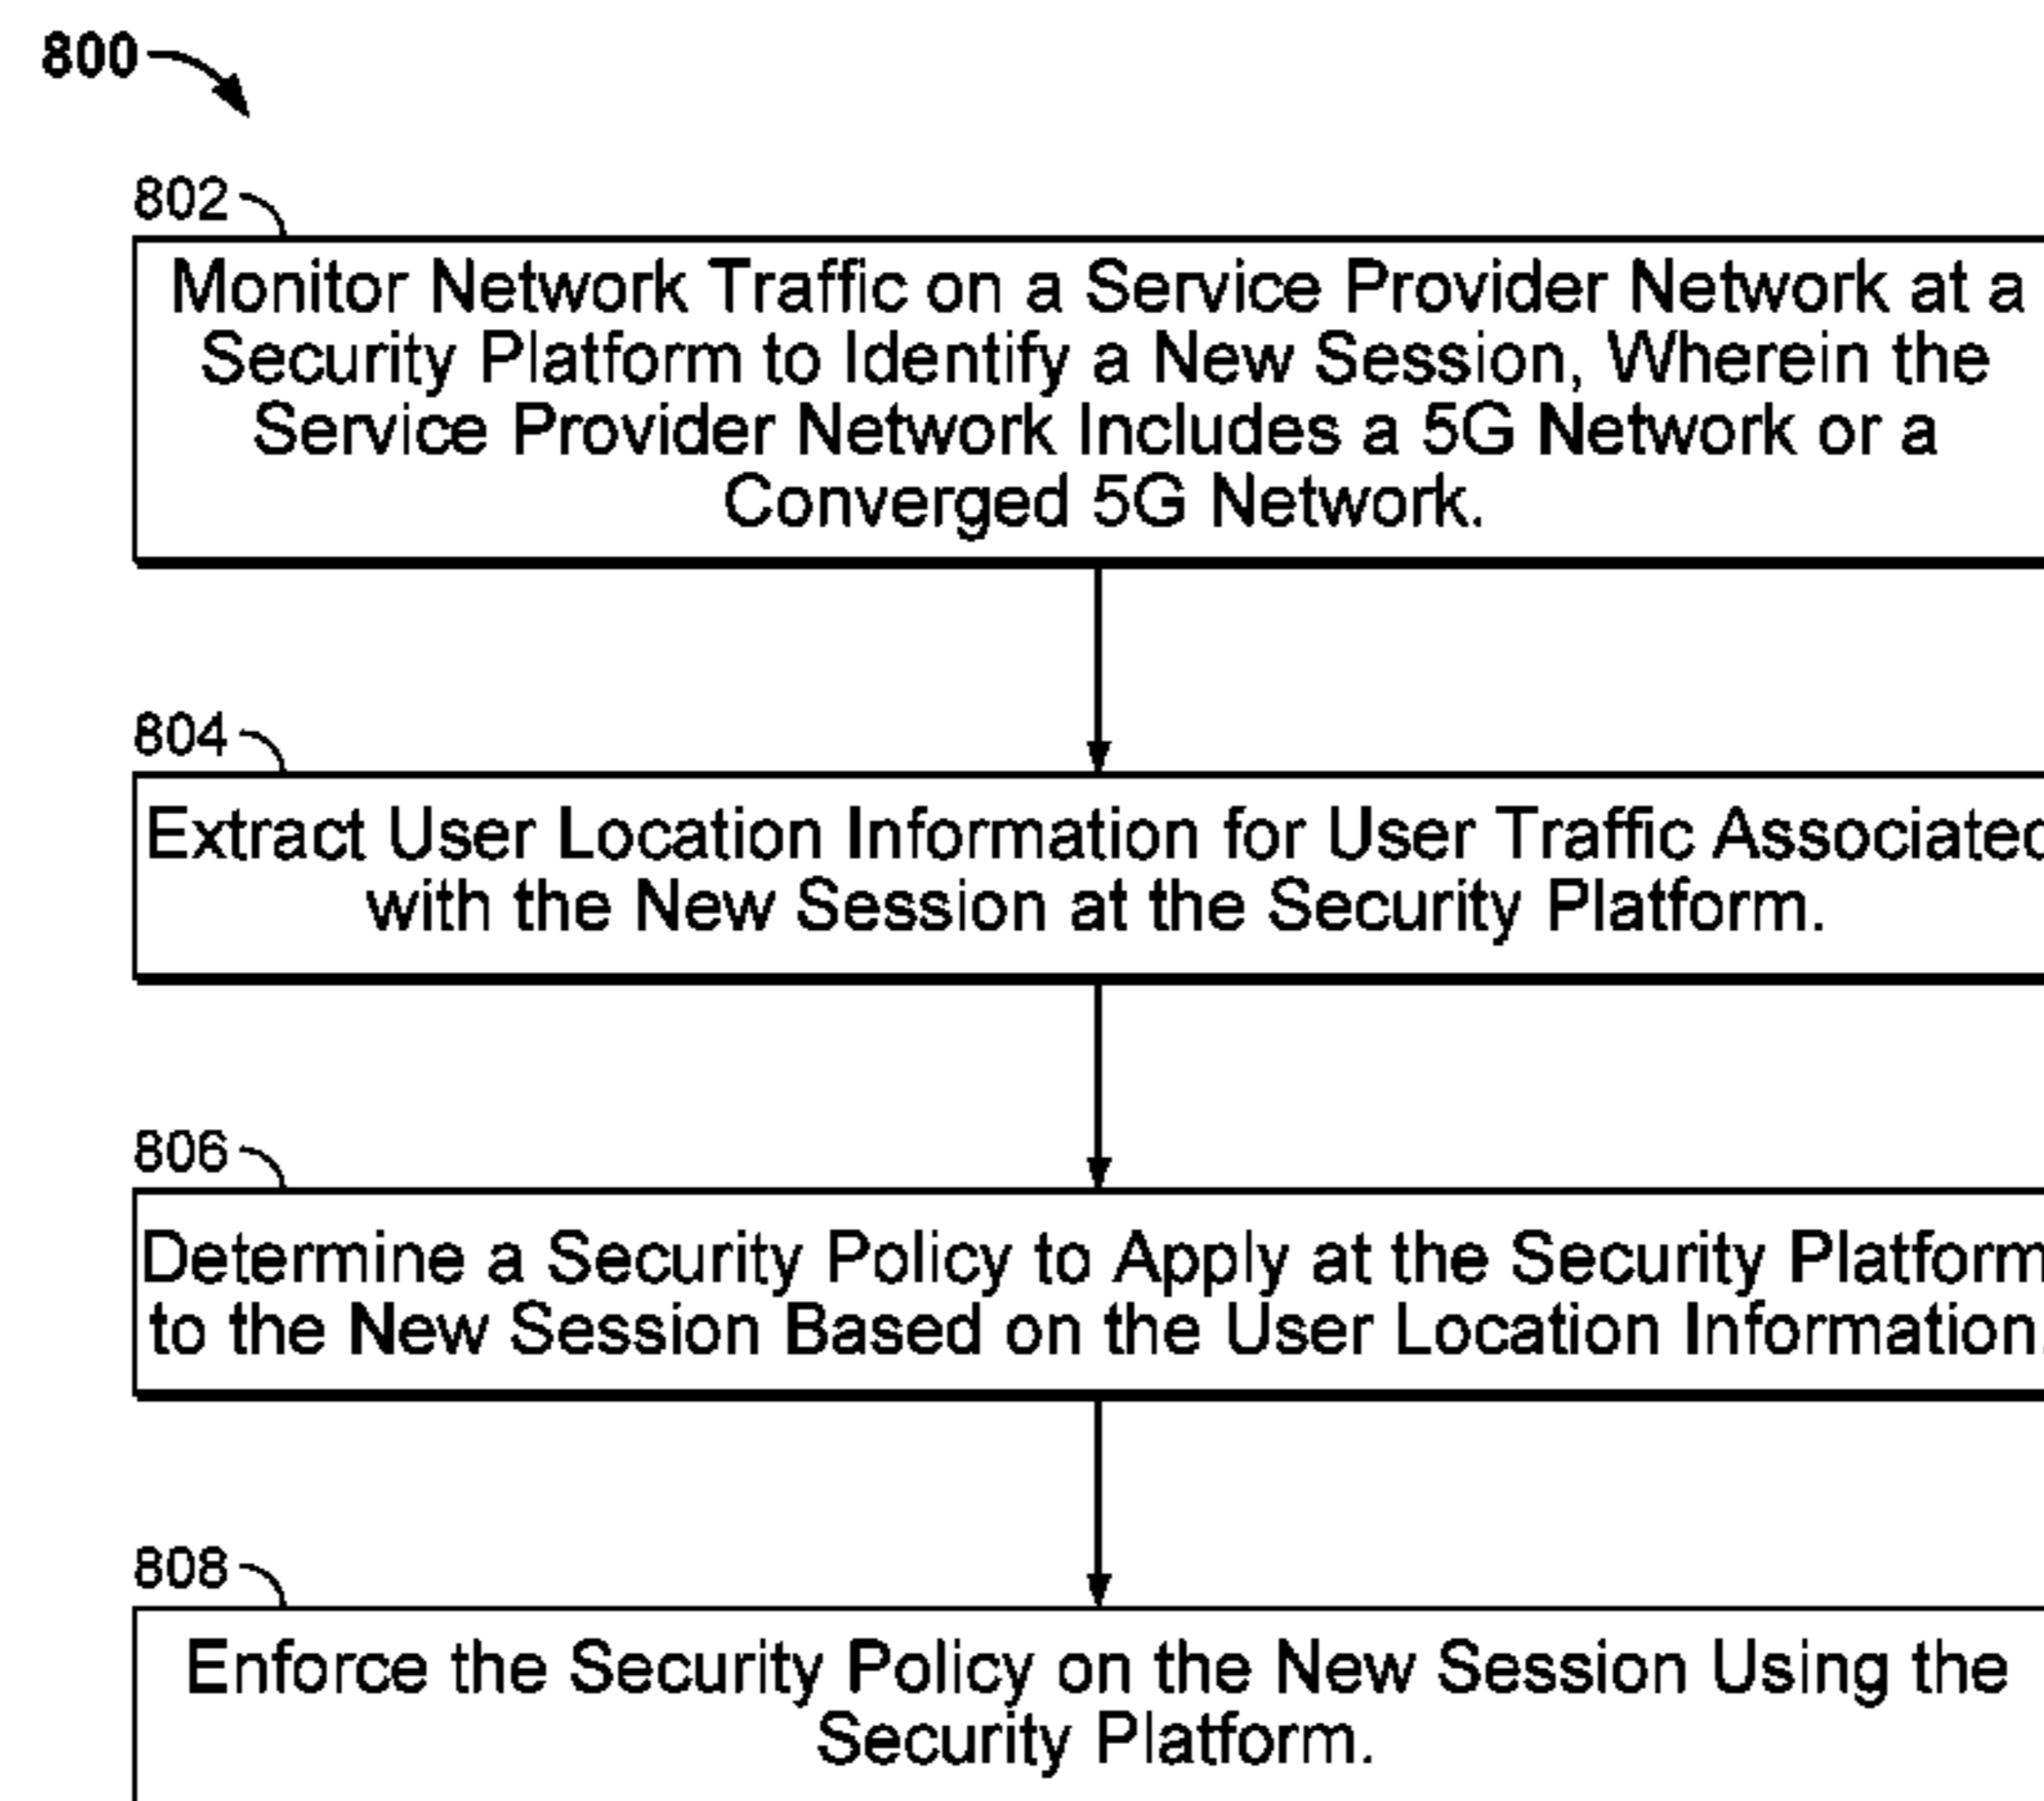 800
802
Monitor Network Traffic on a Service Provider Network at a
Security Platform to Identify a New Session, Wherein the
Service Provider Network Includes a 5G Network or a
Converged 5G Network.
804
Extract User Location Information for User Traffic Associated
with the New Session at the Security Platform.
806
Determine a Security Policy to Apply at the Security Platform
to the New Session Based on the User Location Information.
808
Enforce the Security Policy on the New Session Using the
Security Platform.